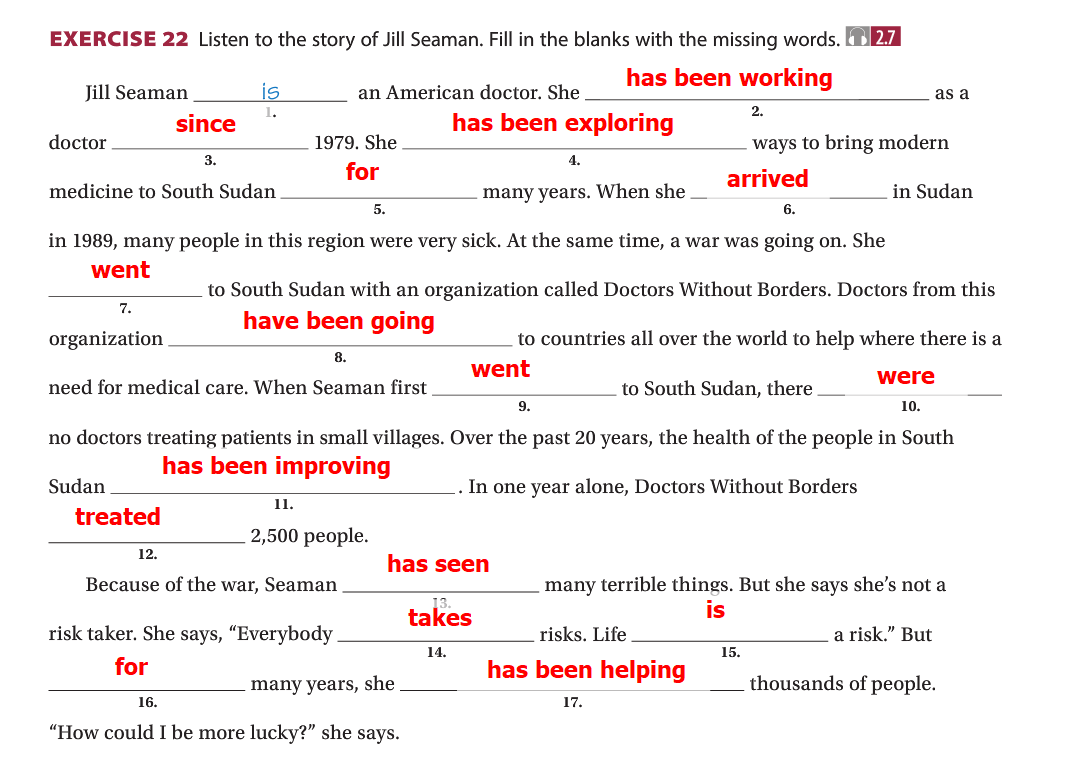 EXERCISE 22 Listen to the story of Jill Seaman. Fill in the blanks with the missing words. 2.7
Jill Seaman is an American doctor. She has been working as a
1. 2.
doctor since 1979. She has been exploring ways to bring modern
3. 4.
medicine to South Sudan for many years. When she arrived in Sudan
5. 6.
in 1989, many people in this region were very sick. At the same time, a war was going on. She
went to South Sudan with an organization called Doctors Without Borders. Doctors from this
7.
organization have been going to countries all over the world to help where there is a
8.
need for medical care. When Seaman first went to South Sudan, there were
9. 10.
no doctors treating patients in small villages. Over the past 20 years, the health of the people in South
Sudan has been improving. In one year alone, Doctors Without Borders
11.
treated 2,500 people.
12.
Because of the war, Seaman has seen many terrible things. But she says she’s not a
13.
risk taker. She says, “Everybody takes risks. Life is a risk.” But
14. 15.
for many years, she has been helping thousands of people.
16. 17.
“How could I be more lucky?” she says.